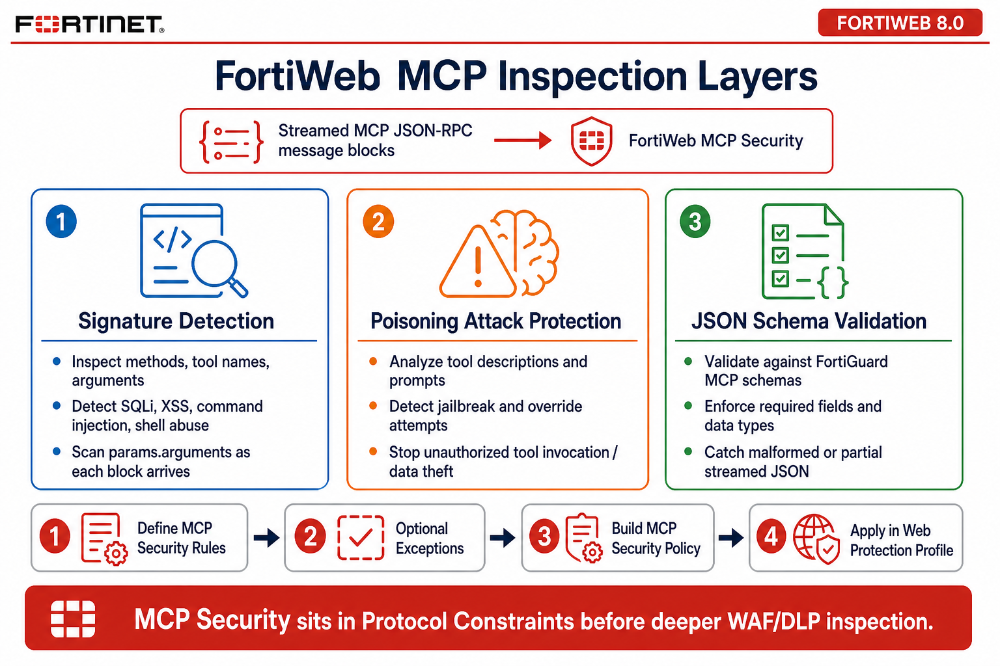 FORTINET®
FORTIWEB 8.0
FortiWeb MCP Inspection Layers
Streamed MCP JSON-RPC
message blocks
FortiWeb MCP Security
1
Signature Detection
Inspect methods, tool names,
arguments
Detect SQLi, XSS, command
injection, shell abuse
Scan params.arguments as
each block arrives
2
Poisoning Attack Protection
Analyze tool descriptions and
prompts
Detect jailbreak and override
attempts
Stop unauthorized tool invocation /
data theft
3
JSON Schema Validation
Validate against FortiGuard
MCP schemas
Enforce required fields and
data types
Catch malformed or partial
streamed JSON
1
Define MCP
Security Rules
2
Optional
Exceptions
3
Build MCP
Security Policy
4
Apply in Web
Protection Profile
MCP Security sits in Protocol Constraints before deeper WAF/DLP inspection.